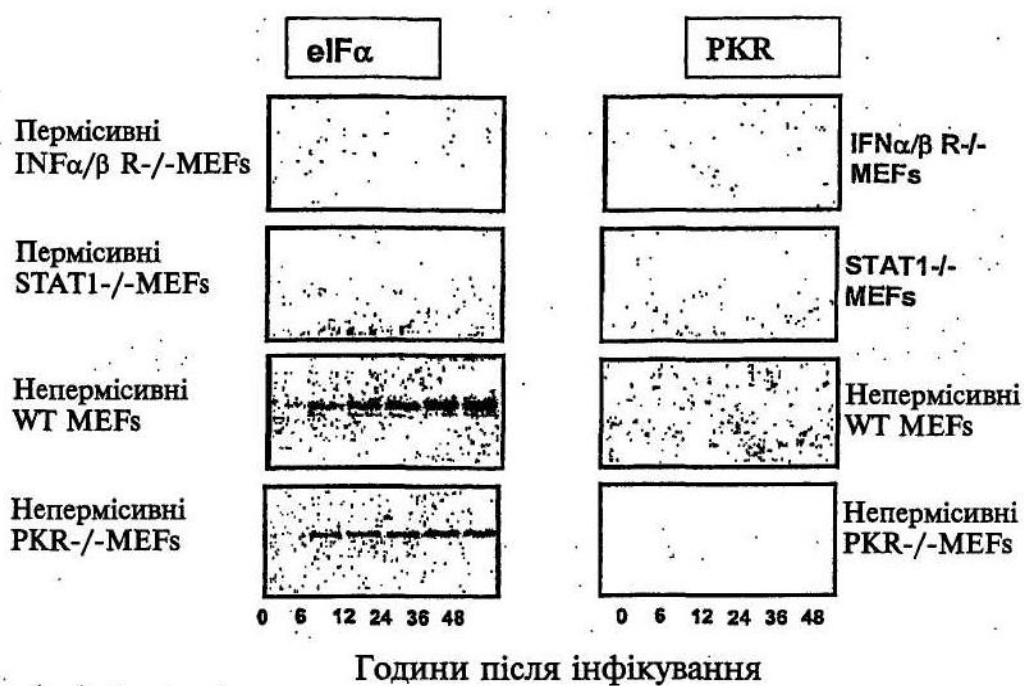 eIFα
PKR
Пермісивні
INFα/β R-/-MEFs
IFNα/β R-/-
MEFs
Пермісивні
STAT1-/-MEFs
STAT1-/-
MEFs
Непермісивні
WT MEFs
Непермісивні
WT MEFs
Непермісивні
PKR-/-MEFs
Непермісивні
PKR-/-MEFs
0 6 12 24 36 48
0 6 12 24 36 48
Години після інфікування